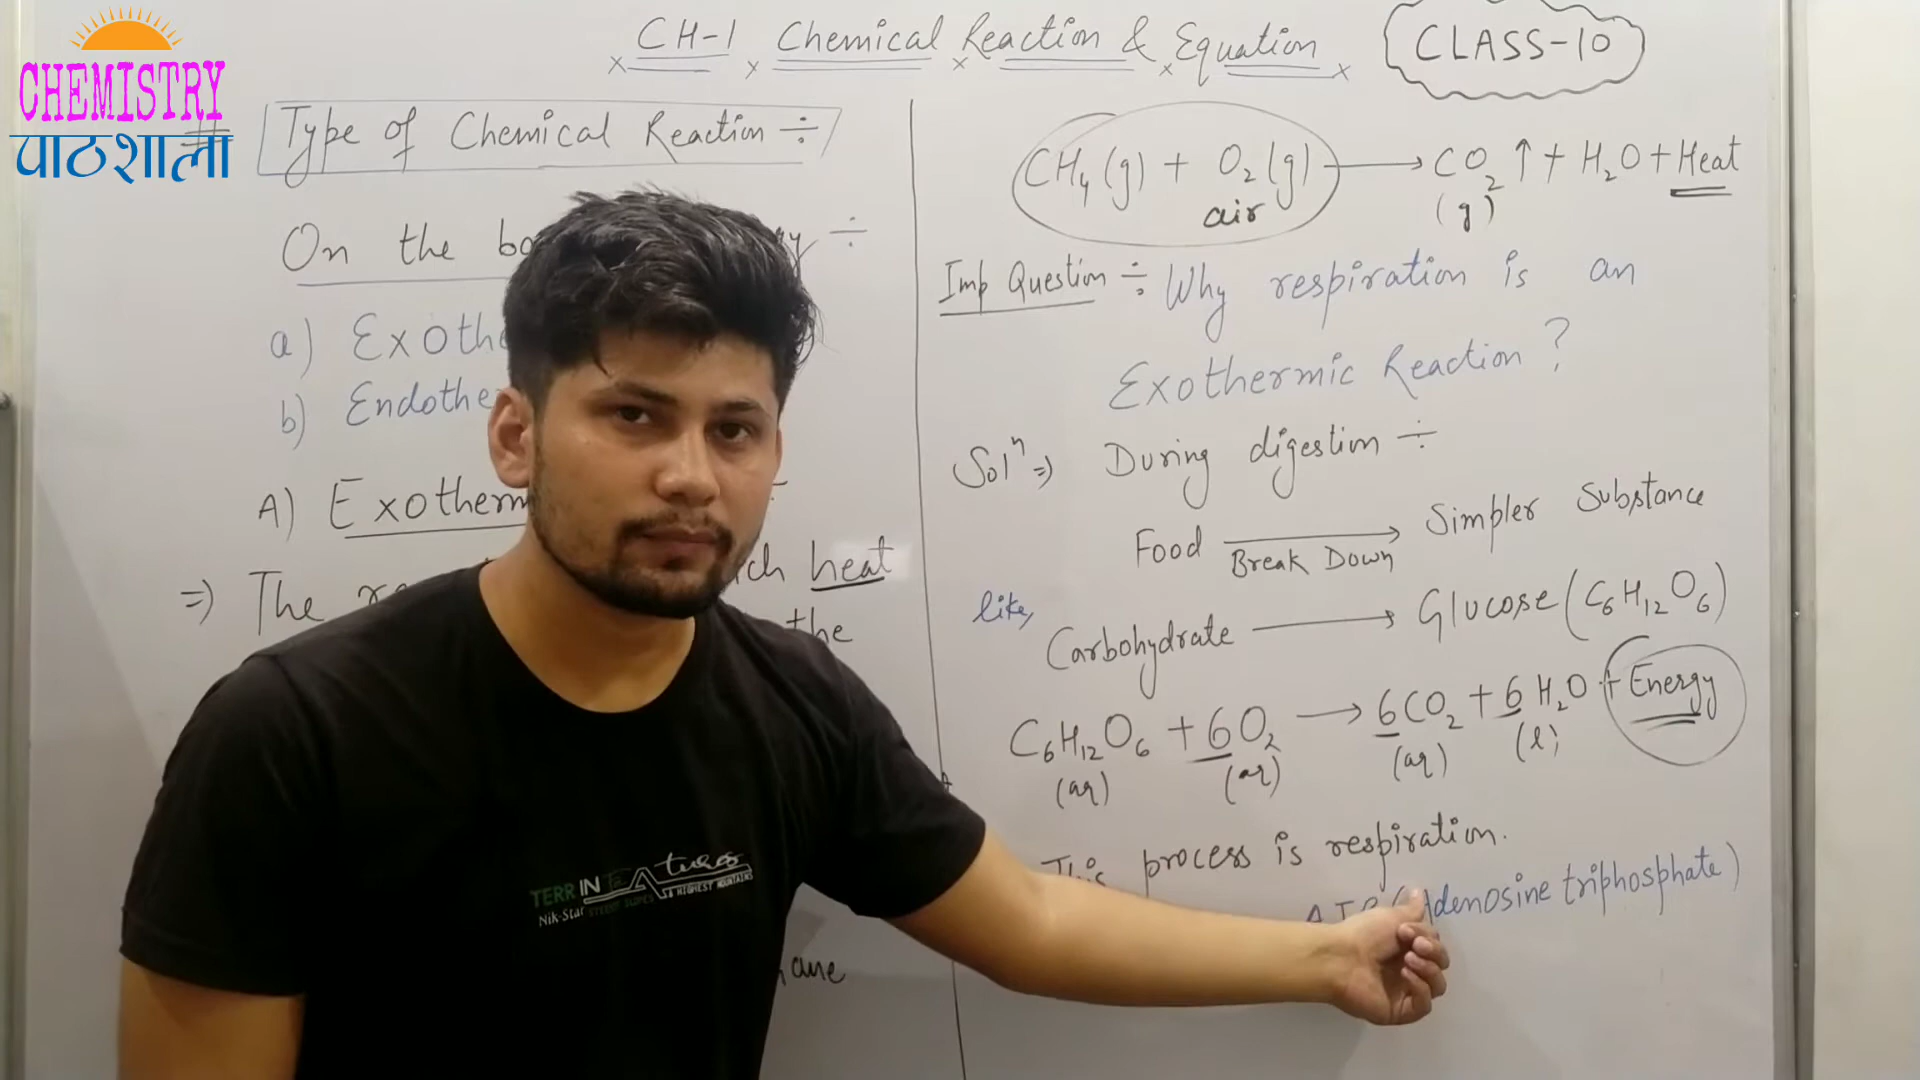 CHEMISTRY
पाठशाला
CH-1 Chemical Reaction & Equation
CLASS-10
# Type of Chemical Reaction ÷
On the
a) Exothe
b) Endothe
A) Exotherm
=> The heat
the
ane
CH₄(g) + O₂(g) → CO₂↑ + H₂O + Heat
air (g)
Imp Question ÷ Why respiration is an
Exothermic Reaction ?
Solⁿ => During digestion ÷
Food Break Down → Simpler Substance
like, Carbohydrate → Glucose (C₆H₁₂O₆)
C₆H₁₂O₆ + 6O₂ → 6CO₂ + 6H₂O + Energy
(aq) (aq) (aq) (l)
This process is respiration.
ATP (Adenosine triphosphate)
TERRIN
Nik-Star